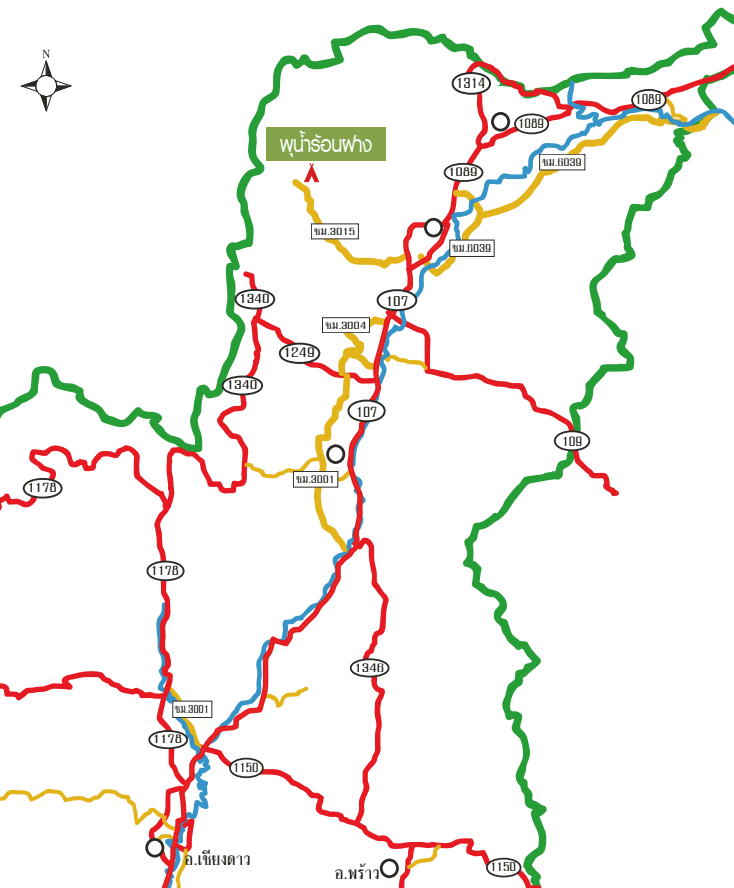 N
1314
1089
1089
พุน้ำร้อนฝาง
ชม.6039
1089
ชม.3015
ชม.6039
1340
107
ชม.3004
1249
1340
107
109
ชม.3001
1178
1178
1346
ชม.3001
1178
1150
อ.เชียงดาว
อ.พร้าว
1150